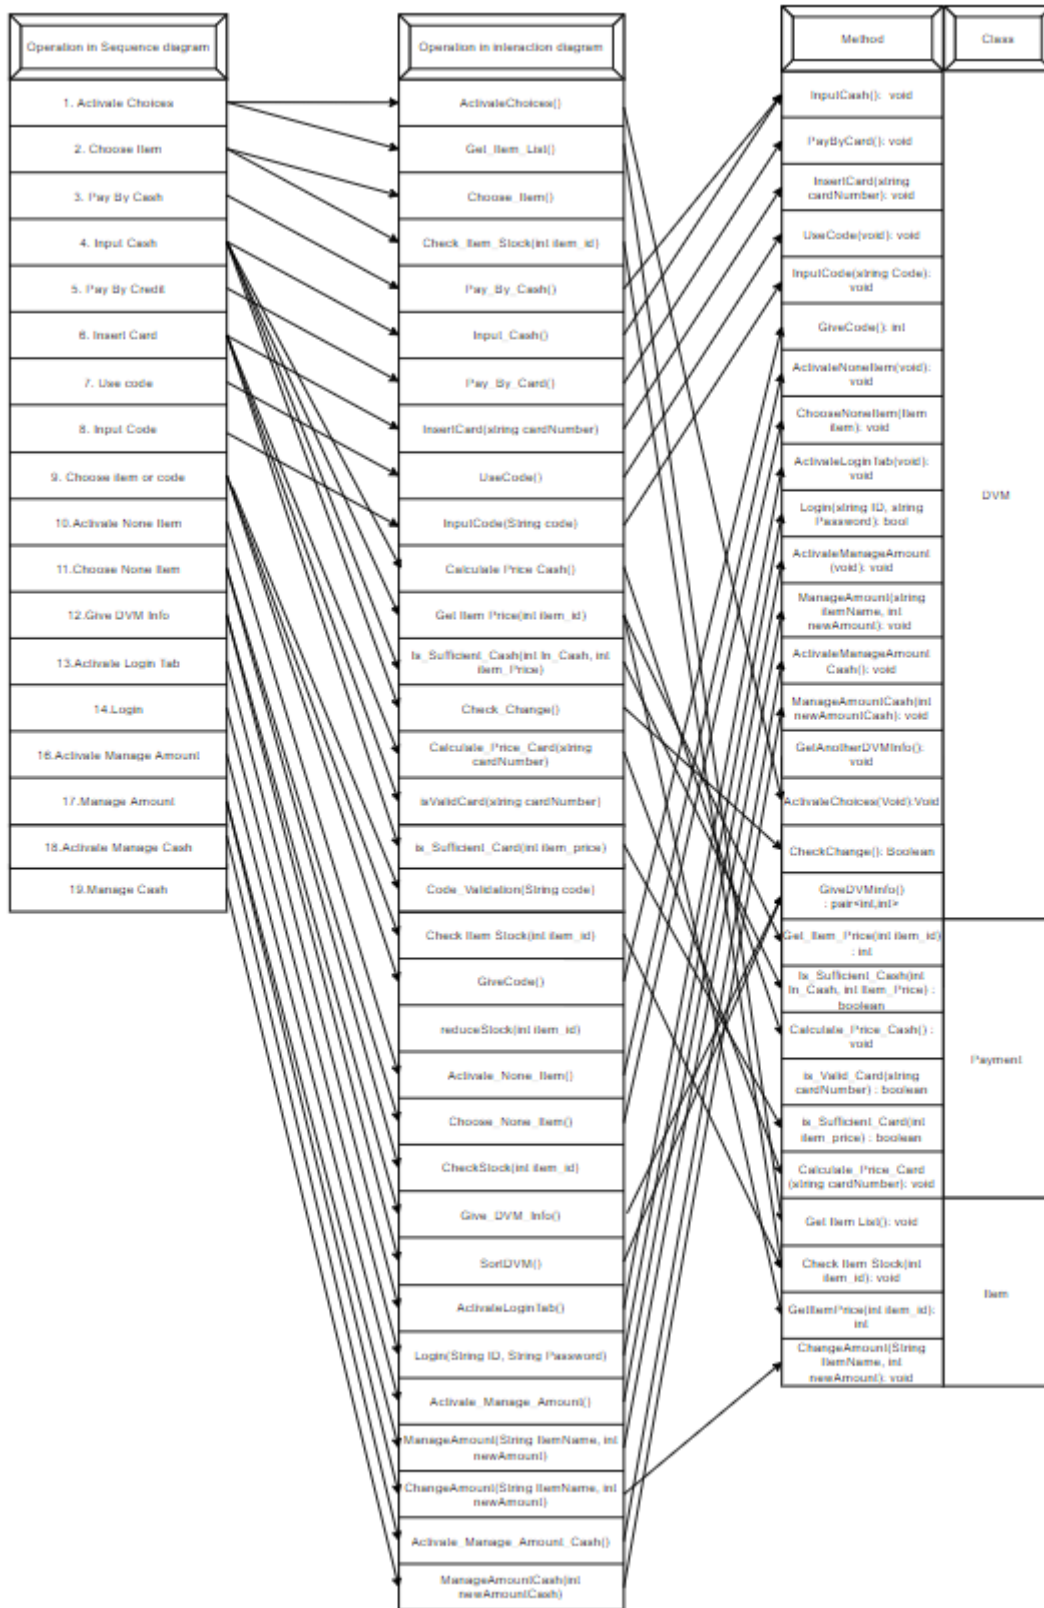 Operation in Sequence diagram
1. Activate Choices
2. Choose Item
3. Pay By Cash
4. Input Cash
5. Pay By Credit
6. Insert Card
7. Use code
8. Input Code
9. Choose item or code
10.Activate None Item
11.Choose None Item
12.Give DVM Info
13.Activate Login Tab
14.Login
16.Activate Manage Amount
17.Manage Amount
18.Activate Manage Cash
19.Manage Cash
Operation in interaction diagram
ActivateChoices()
Get_Item_List()
Choose_Item()
Check_Item_Stock(int item_id)
Pay_By_Cash()
Input_Cash()
Pay_By_Card()
InsertCard(string cardNumber)
UseCode()
InputCode(String code)
Calculate Price Cash()
Get Item Price(int item_id)
Is_Sufficient_Cash(int In_Cash, int
item_Price)
Check_Change()
Calculate_Price_Card(string
cardNumber)
isValidCard(string cardNumber)
is_Sufficient_Card(int item_price)
Code_Validation(String code)
Check Item Stock(int item_id)
GiveCode()
reduceStock(int item_id)
Activate_None_Item()
Choose_None_Item()
CheckStock(int item_id)
Give_DVM_Info()
SortDVM()
ActivateLoginTab()
Login(String ID, String Password)
Activate_Manage_Amount()
ManageAmount(String ItemName, int
newAmount)
ChangeAmount(String ItemName, int
newAmount)
Activate_Manage_Amount_Cash()
ManageAmountCash(int
newAmountCash)
Method
Class
InputCash(): void
PayByCard(): void
InsertCard(string
cardNumber): void
UseCode(void): void
InputCode(string Code):
void
GiveCode(): int
ActivateNoneItem(void):
void
ChooseNoneItem(Item
item): void
ActivateLoginTab(void):
void
Login(string ID, string
Password): bool
ActivateManageAmount
(void): void
ManageAmount(string
itemName, int
newAmount): void
ActivateManageAmount
Cash(): void
ManageAmountCash(int
newAmountCash): void
GetAnotherDVMInfo():
void
ActivateChoices(Void):Void
CheckChange(): Boolean
GiveDVMinfo()
: pair<int,int>
DVM
Get_Item_Price(int item_id)
: int
Is_Sufficient_Cash(int
In_Cash, int Item_Price) :
boolean
Calculate_Price_Cash() :
void
is_Valid_Card(string
cardNumber) : boolean
is_Sufficient_Card(int
item_price) : boolean
Calculate_Price_Card
(string cardNumber): void
Payment
Get Item List(): void
Check Item Stock(int
item_id): void
GetItemPrice(int item_id):
int
ChangeAmount(String
ItemName, int
newAmount): void
Item